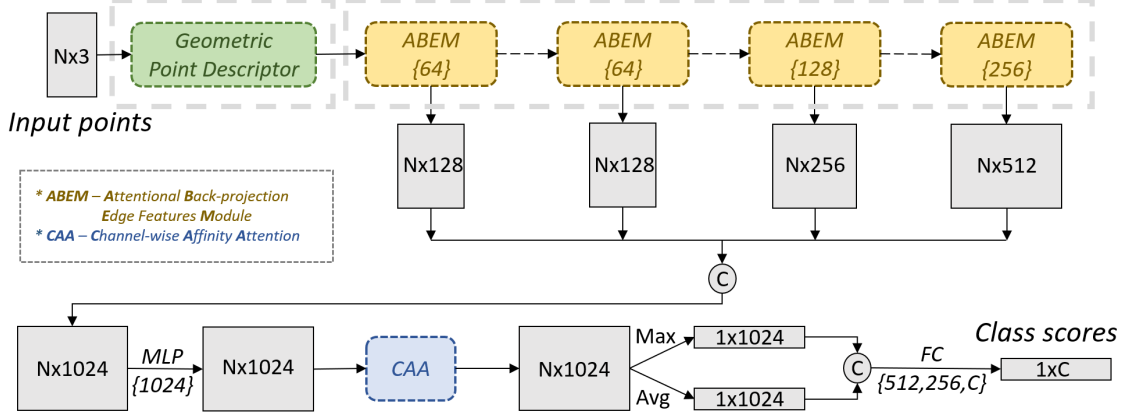 Nx3
Geometric
Point Descriptor
ABEM
{64}
ABEM
{64}
ABEM
{128}
ABEM
{256}
Input points
Nx128
Nx128
Nx256
Nx512
* ABEM – Attentional Back-projection
Edge Features Module
* CAA – Channel-wise Affinity Attention
C
Nx1024
MLP
{1024}
Nx1024
CAA
Nx1024
Max
1x1024
Avg
1x1024
C
FC
{512,256,C}
Class scores
1xC